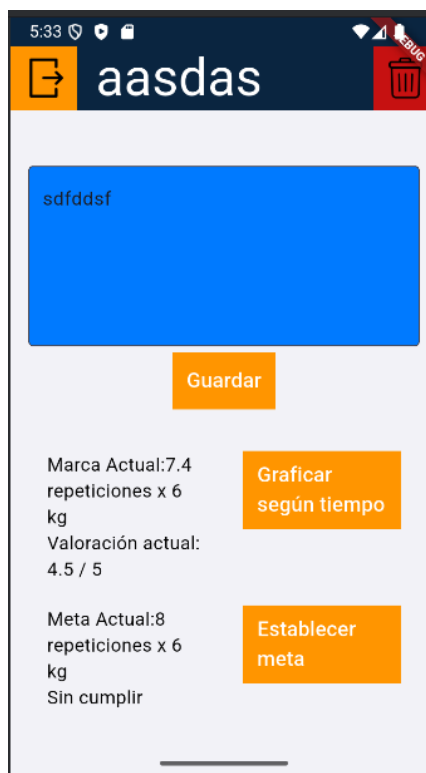 5:33
DEBUG
aasdas
sdfddsf
Guardar
Marca Actual:7.4
repeticiones x 6
kg
Valoración actual:
4.5 / 5
Graficar
según tiempo
Meta Actual:8
repeticiones x 6
kg
Sin cumplir
Establecer
meta